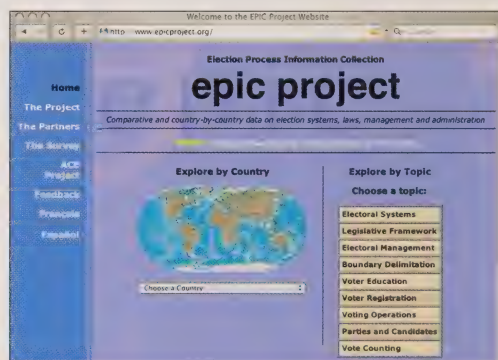 Welcome to the EPIC Project Website
http www.epicproject.org/
Election Process Information Collection
epic project
Comparative and country-by-country data on election systems, laws, management and administration
Home
The Project
The Partners
The Survey
ACE
Project
Feedback
Français
Español
Explore by Country
Choose a Country
Explore by Topic
Choose a topic:
Electoral Systems
Legislative Framework
Electoral Management
Boundary Delimitation
Voter Education
Voter Registration
Voting Operations
Parties and Candidates
Vote Counting